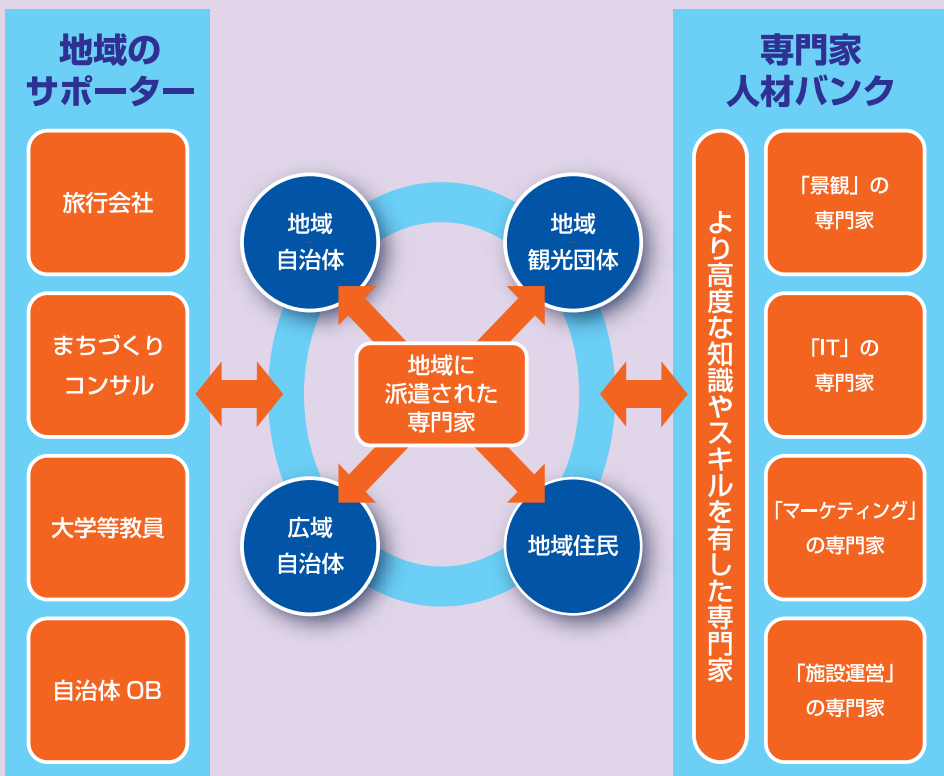 地域の
サポーター
旅行会社
まちづくり
コンサル
大学等教員
自治体 OB
地域
自治体
地域
観光団体
地域に
派遣された
専門家
広域
自治体
地域住民
専門家
人材バンク
より高度な知識やスキルを有した専門家
「景観」の
専門家
「IT」の
専門家
「マーケティング」
の専門家
「施設運営」
の専門家